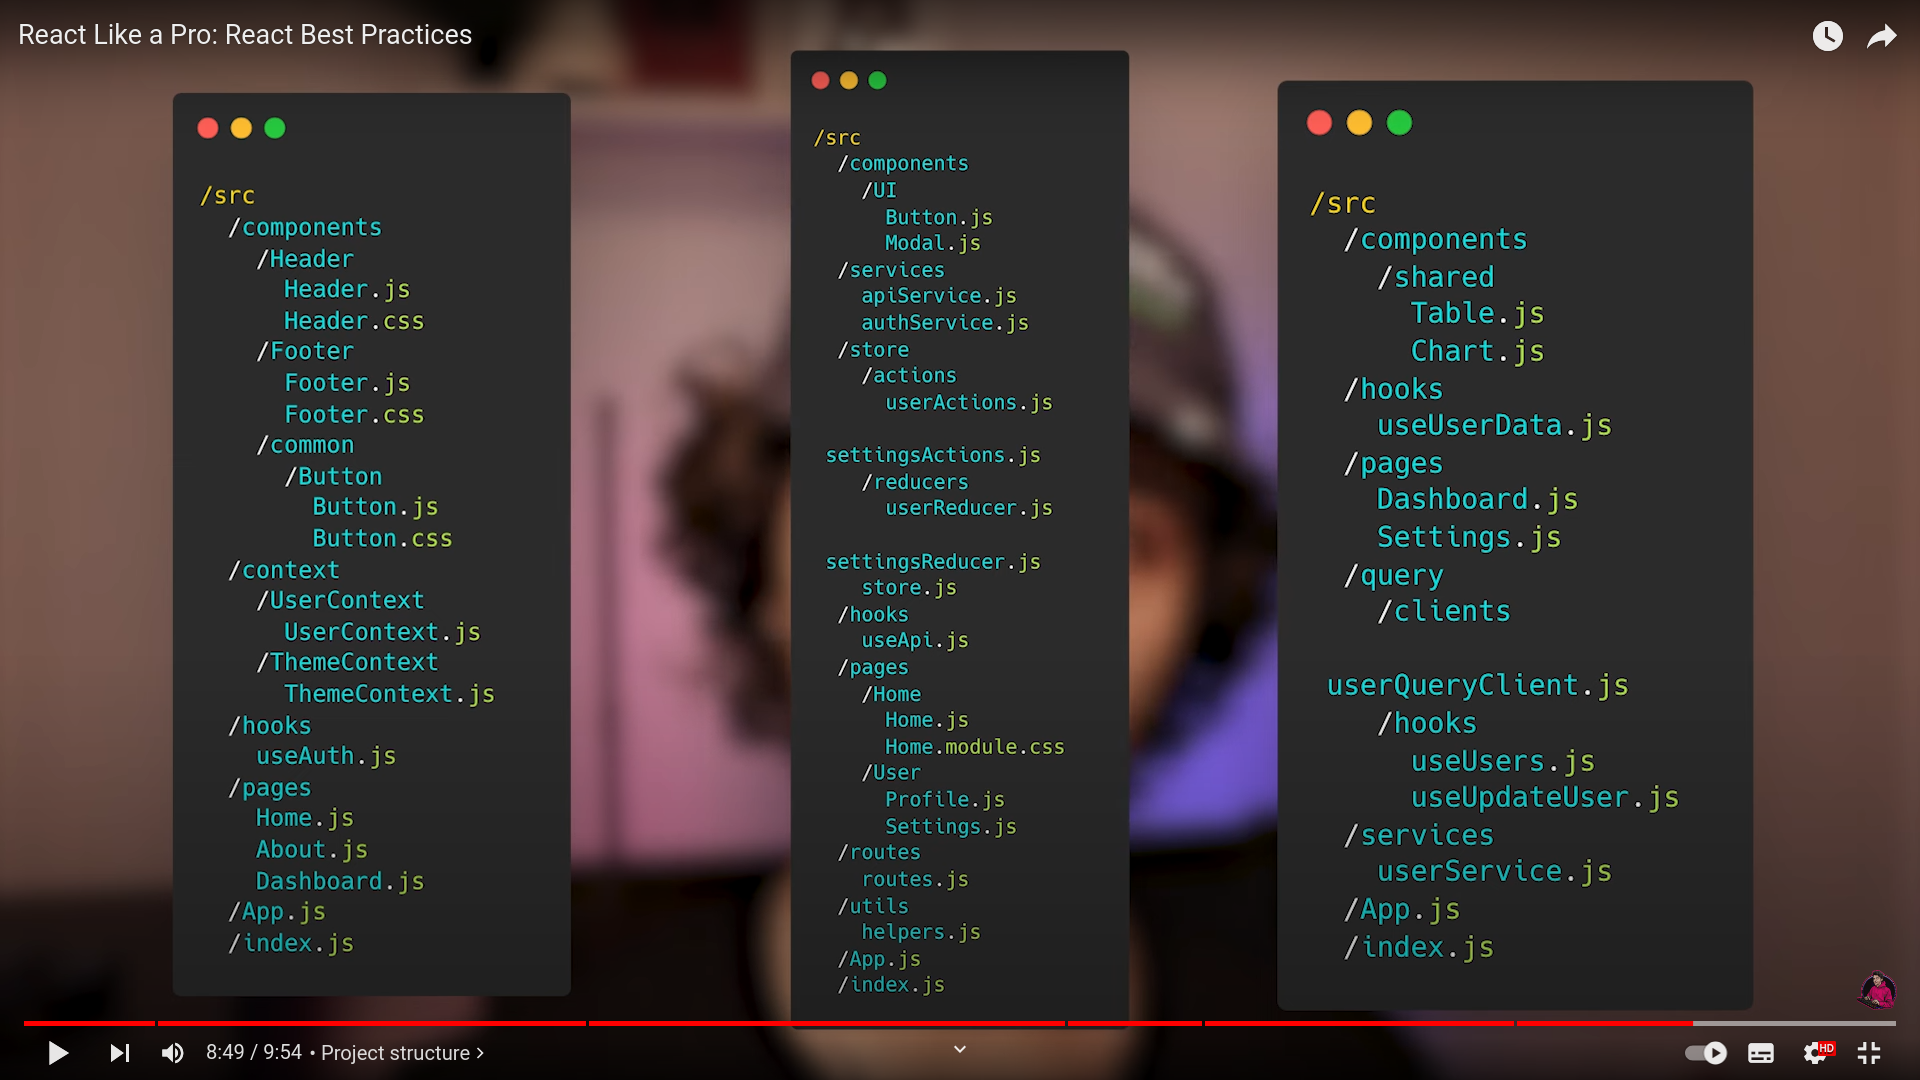 React Like a Pro: React Best Practices
/src
/components
/Header
Header.js
Header.css
/Footer
Footer.js
Footer.css
/common
/Button
Button.js
Button.css
/context
/UserContext
UserContext.js
/ThemeContext
ThemeContext.js
/hooks
useAuth.js
/pages
Home.js
About.js
Dashboard.js
/App.js
/index.js
/src
/components
/UI
Button.js
Modal.js
/services
apiService.js
authService.js
/store
/actions
userActions.js
settingsActions.js
/reducers
userReducer.js
settingsReducer.js
store.js
/hooks
useApi.js
/pages
/Home
Home.js
Home.module.css
/User
Profile.js
Settings.js
/routes
routes.js
/utils
helpers.js
/App.js
/index.js
/src
/components
/shared
Table.js
Chart.js
/hooks
useUserData.js
/pages
Dashboard.js
Settings.js
/query
/clients
userQueryClient.js
/hooks
useUsers.js
useUpdateUser.js
/services
userService.js
/App.js
/index.js
8:49 / 9:54 • Project structure >
HD